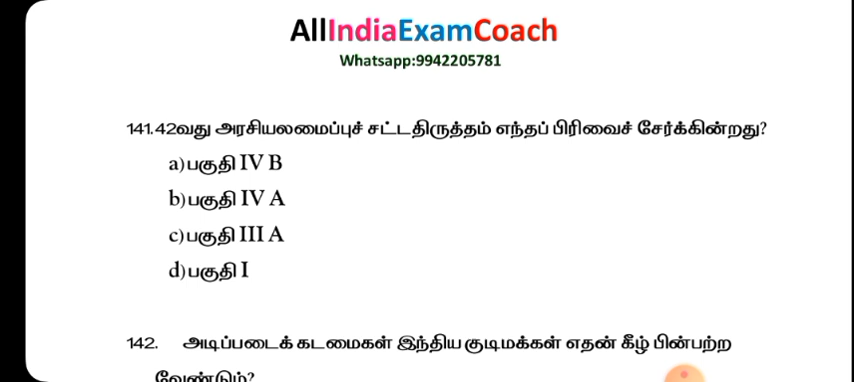 AllIndiaExamCoach
Whatsapp:9942205781
141.42வது அரசியலமைப்புச் சட்டதிருத்தம் எந்தப் பிரிவைச் சேர்க்கின்றது?
a)பகுதி IV B
b)பகுதி IV A
c)பகுதி III A
d)பகுதி I
142. அடிப்படைக் கடமைகள் இந்திய குடிமக்கள் எதன் கீழ் பின்பற்ற
வேண்டும்?